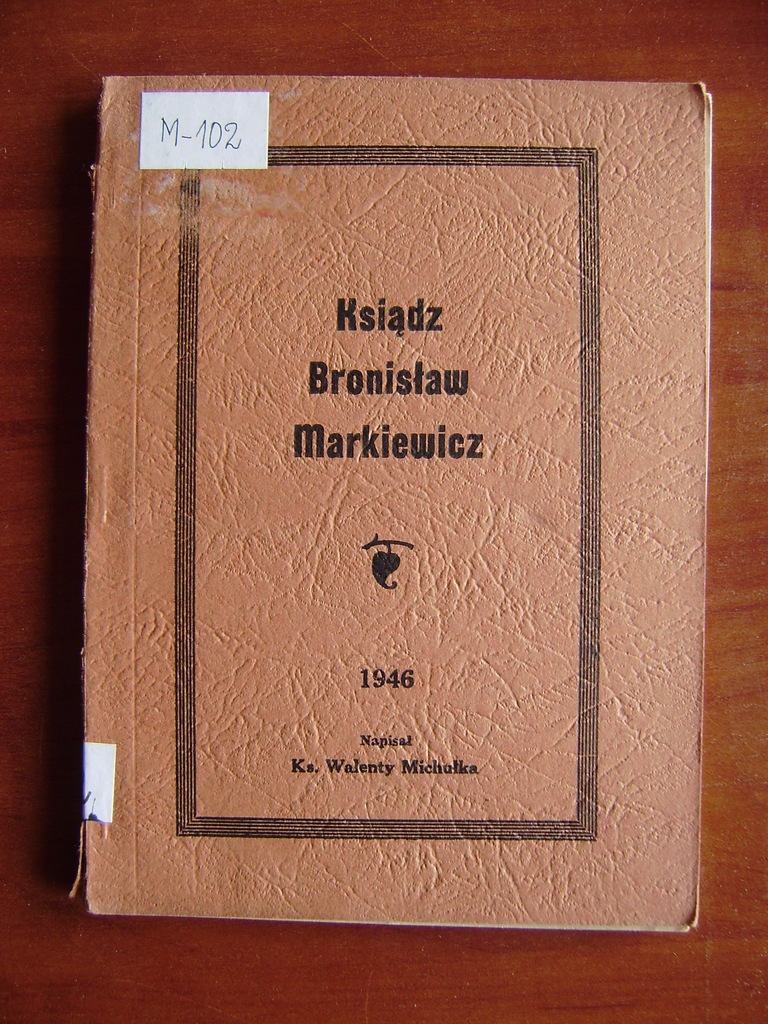 M-102
Ksiądz
Bronisław
Markiewicz
1946
Napisał
Ks. Walenty Michułka